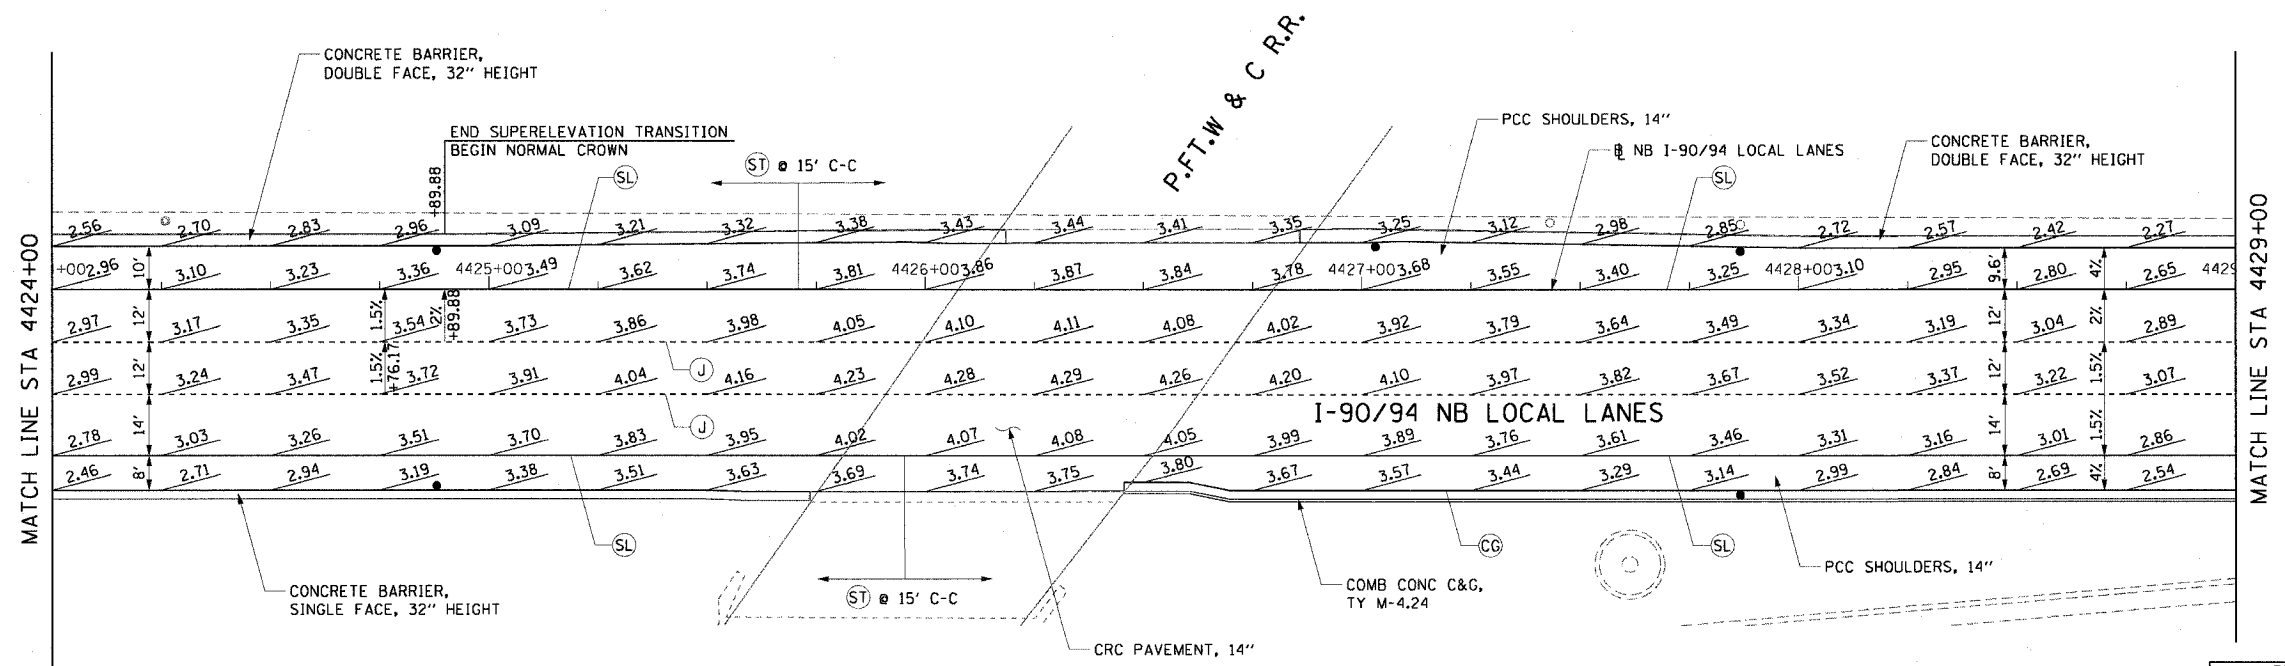 P.FT.W & C R.R.
CONCRETE BARRIER,
DOUBLE FACE, 32" HEIGHT
END SUPERELEVATION TRANSITION
BEGIN NORMAL CROWN
+89.88
ST @ 15' C-C
SL
PCC SHOULDERS, 14"
NB I-90/94 LOCAL LANES
SL
CONCRETE BARRIER,
DOUBLE FACE, 32" HEIGHT
MATCH LINE STA 4424+00
MATCH LINE STA 4429+00
2.56 2.70 2.83 2.96 3.09 3.21 3.32 3.38 3.43 3.44 3.41 3.35 3.25 3.12 2.98 2.85 2.72 2.57 2.42 2.27
+00 2.96 10' 3.10 3.23 3.36 4425+00 3.49 3.62 3.74 3.81 4426+00 3.86 3.87 3.84 3.78 4427+00 3.68 3.55 3.40 3.25 4428+00 3.10 2.95 9.6' 2.80 4% 2.65 4429
2.97 12' 3.17 3.35 1.5% 3.54 2% +89.88 3.73 3.86 3.98 4.05 4.10 4.11 4.08 4.02 3.92 3.79 3.64 3.49 3.34 3.19 12' 3.04 2% 2.89
2.99 12' 3.24 3.47 1.5% +76.17 3.72 3.91 4.04 J 4.16 4.23 4.28 4.29 4.26 4.20 4.10 3.97 3.82 3.67 3.52 3.37 12' 3.22 1.5% 3.07
I-90/94 NB LOCAL LANES
2.78 14' 3.03 3.26 3.51 3.70 3.83 J 3.95 4.02 4.07 4.08 4.05 3.99 3.89 3.76 3.61 3.46 3.31 3.16 14' 3.01 1.5% 2.86
2.46 8' 2.71 2.94 3.19 3.38 3.51 3.63 3.69 3.74 3.75 3.80 3.67 3.57 3.44 3.29 3.14 2.99 2.84 8' 2.69 4% 2.54
SL
CG
SL
CONCRETE BARRIER,
SINGLE FACE, 32" HEIGHT
ST @ 15' C-C
COMB CONC C&G,
TY M-4.24
PCC SHOULDERS, 14"
CRC PAVEMENT, 14"